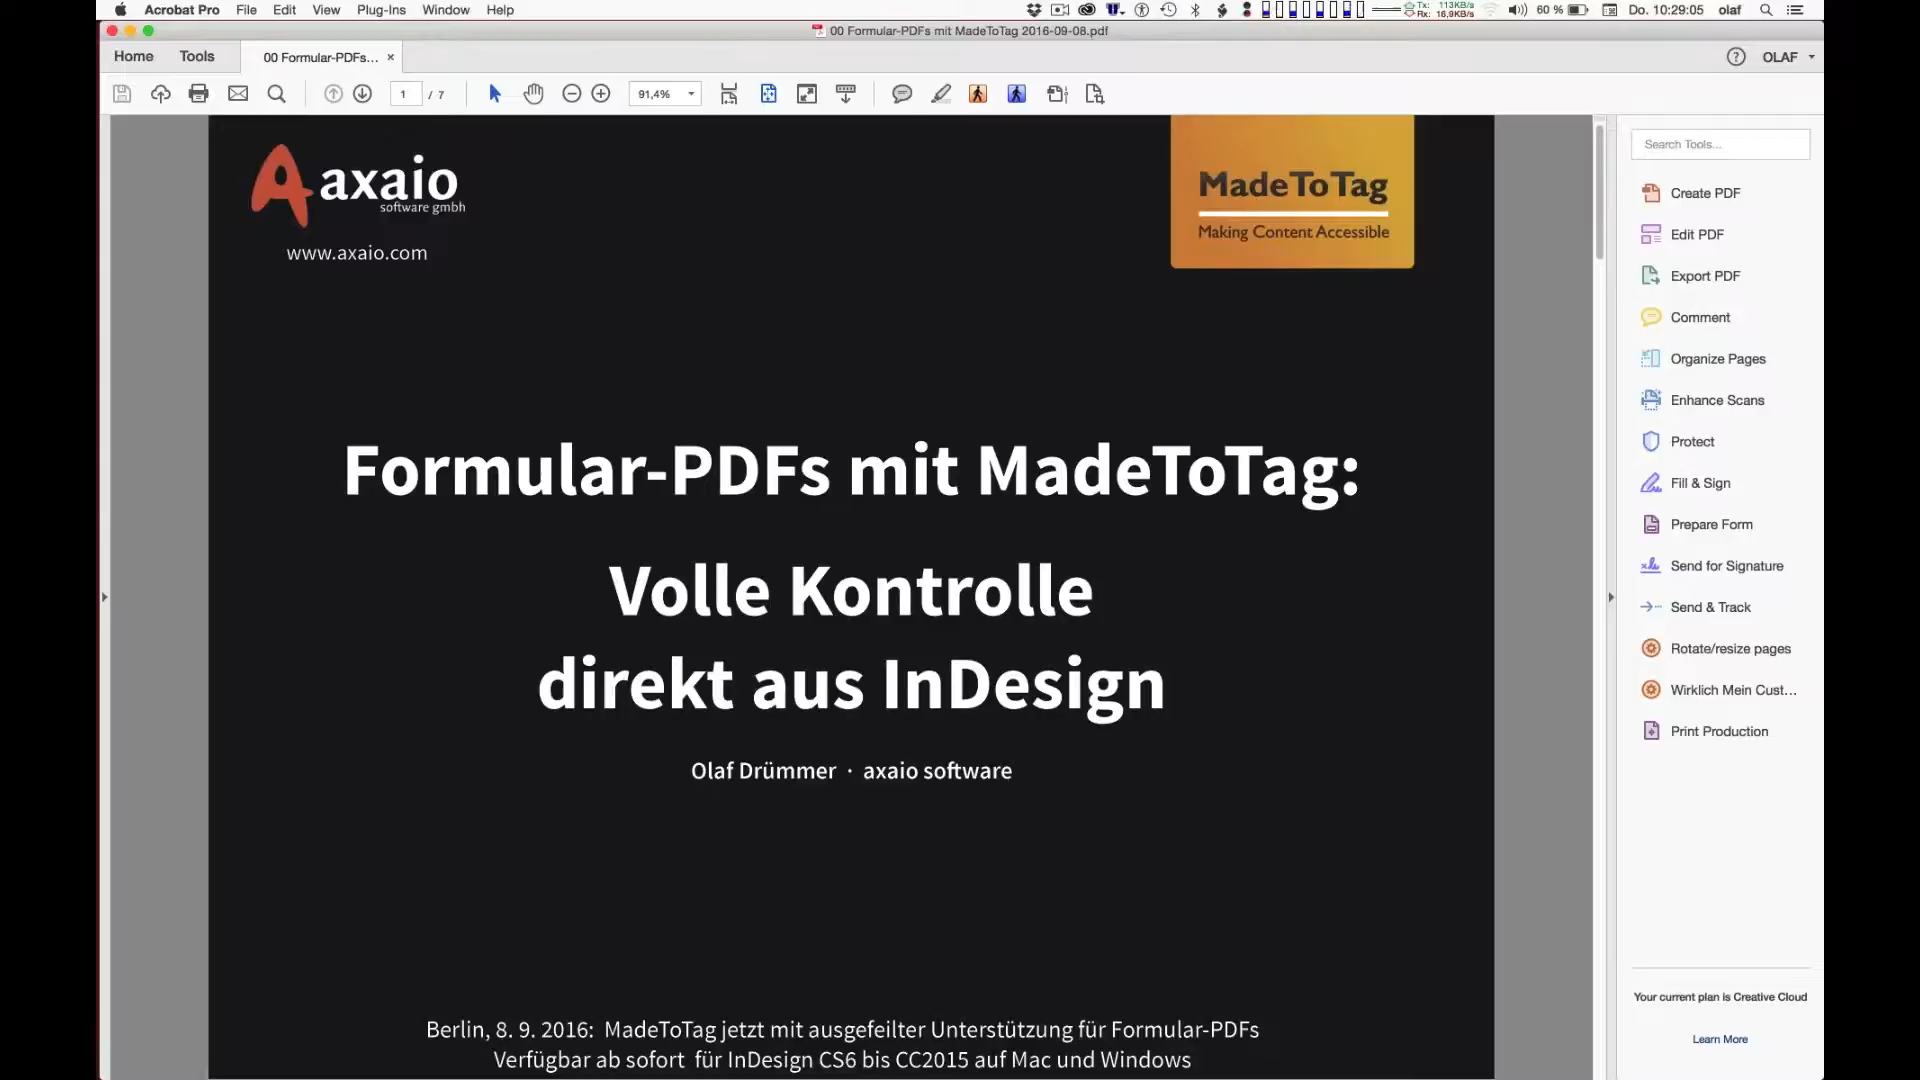 Acrobat Pro File Edit View Plug-Ins Window Help
Tx: 113KB/s
Rx: 16,9KB/s
60 % Do. 10:29:05 olaf
00 Formular-PDFs mit MadeToTag 2016-09-08.pdf
Home Tools 00 Formular-PDFs... × ? OLAF
1 / 7 91,4%
axaio
software gmbh
www.axaio.com
MadeToTag
Making Content Accessible
Formular-PDFs mit MadeToTag:
Volle Kontrolle
direkt aus InDesign
Olaf Drümmer · axaio software
Berlin, 8. 9. 2016: MadeToTag jetzt mit ausgefeilter Unterstützung für Formular-PDFs
Verfügbar ab sofort für InDesign CS6 bis CC2015 auf Mac und Windows
Search Tools...
Create PDF
Edit PDF
Export PDF
Comment
Organize Pages
Enhance Scans
Protect
Fill & Sign
Prepare Form
Send for Signature
Send & Track
Rotate/resize pages
Wirklich Mein Cust...
Print Production
Your current plan is Creative Cloud
Learn More